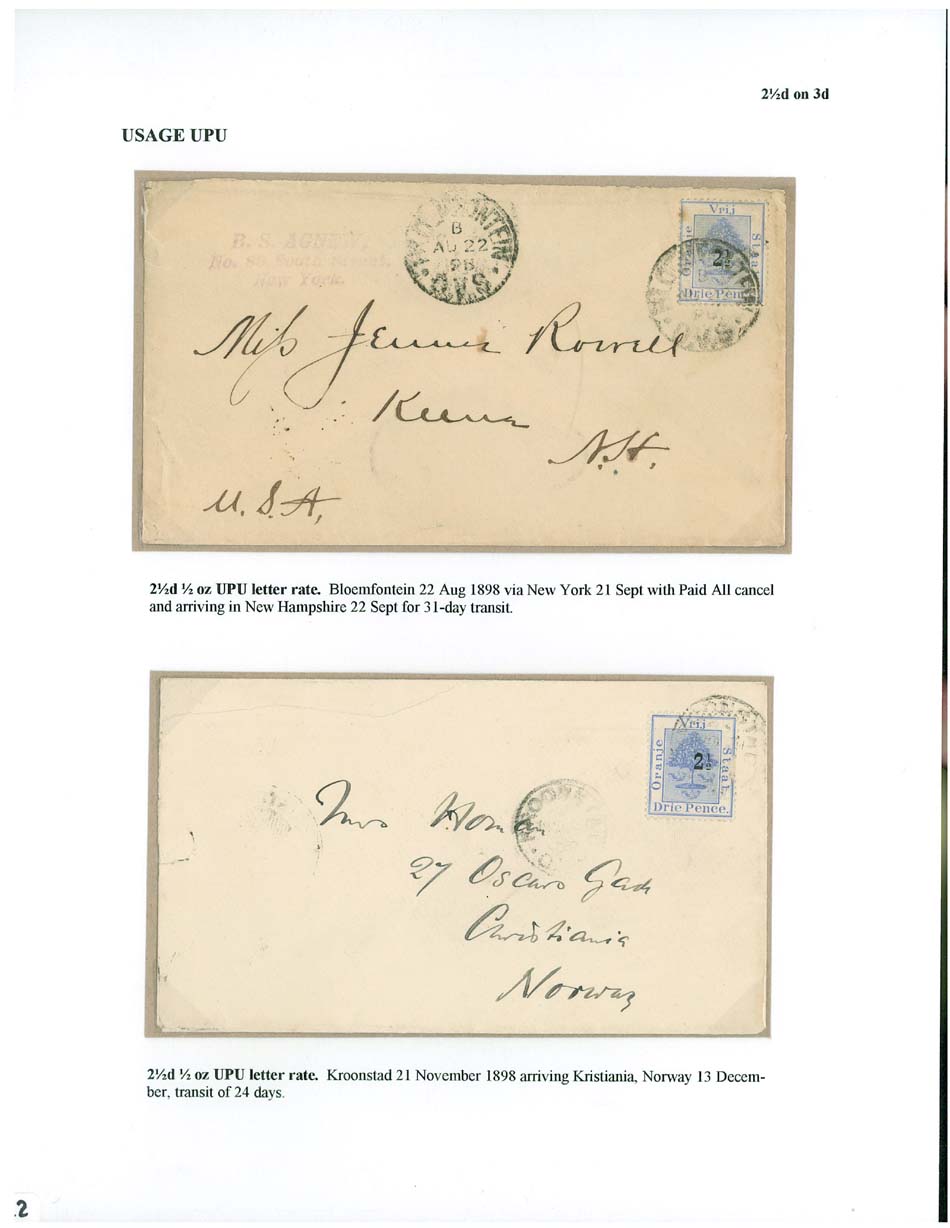 2½d on 3d
USAGE UPU
B. S. AGNEW,
No. 80, South Street,
New York.
BLOEMFONTEIN
B
AU 22
98
O.V.S.
Vrij
Oranje
Staat
2½
Drie Pen
O.V.S.
Miss Jennie Rowell
Keene
N.H.
U.S.A,
2½d ½ oz UPU letter rate. Bloemfontein 22 Aug 1898 via New York 21 Sept with Paid All cancel
and arriving in New Hampshire 22 Sept for 31-day transit.
Vrij
Oranje
Staat.
2½
Drie Pence.
Mrs Homan
27 Oscars Gade
Christiania
Norway
2½d ½ oz UPU letter rate. Kroonstad 21 November 1898 arriving Kristiania, Norway 13 Decem-
ber, transit of 24 days.
2